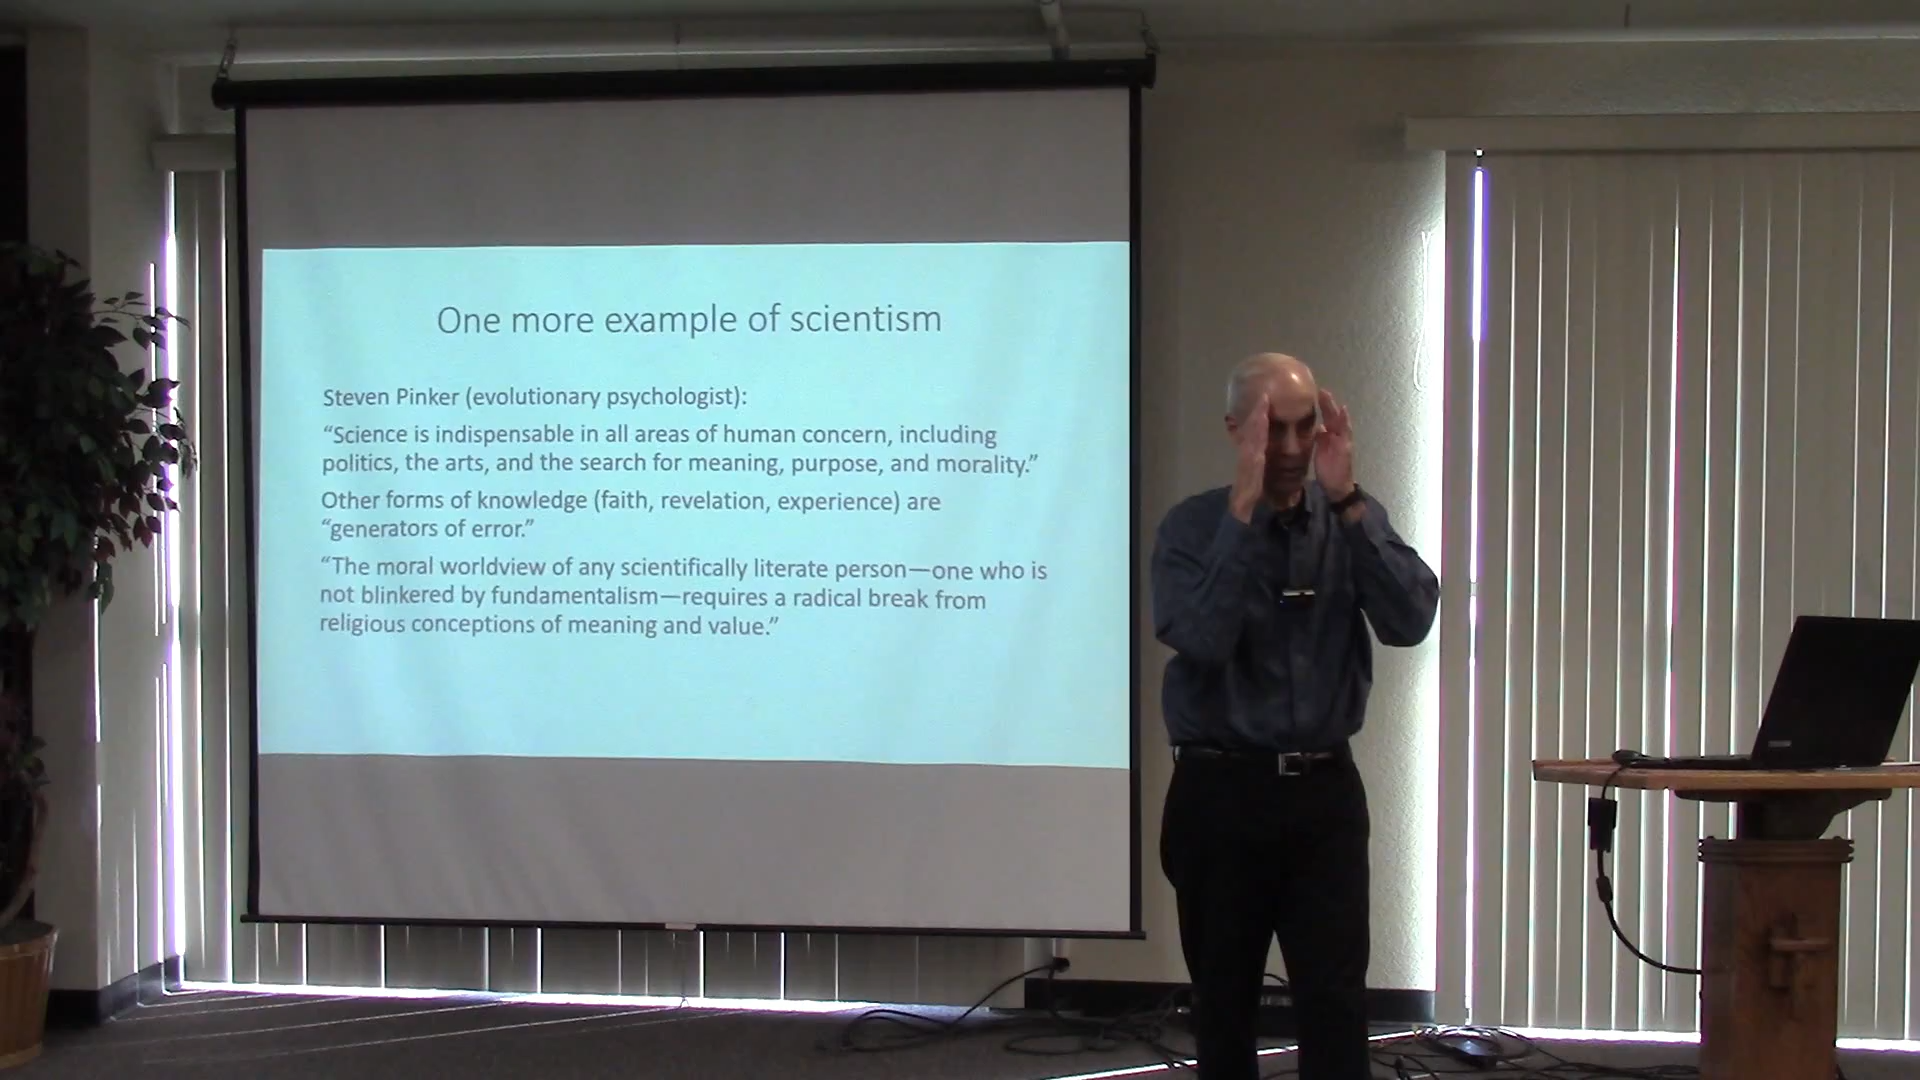 One more example of scientism
Steven Pinker (evolutionary psychologist):
“Science is indispensable in all areas of human concern, including
politics, the arts, and the search for meaning, purpose, and morality.”
Other forms of knowledge (faith, revelation, experience) are
“generators of error.”
“The moral worldview of any scientifically literate person—one who is
not blinkered by fundamentalism—requires a radical break from
religious conceptions of meaning and value.”